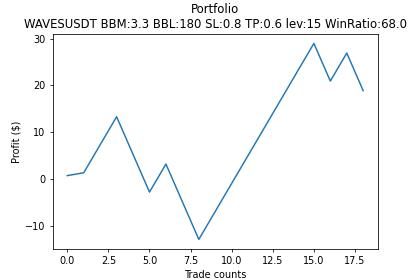 Portfolio
WAVESUSDT BBM:3.3 BBL:180 SL:0.8 TP:0.6 lev:15 WinRatio:68.0
30
20
10
0
−10
Profit ($)
0.0 2.5 5.0 7.5 10.0 12.5 15.0 17.5
Trade counts